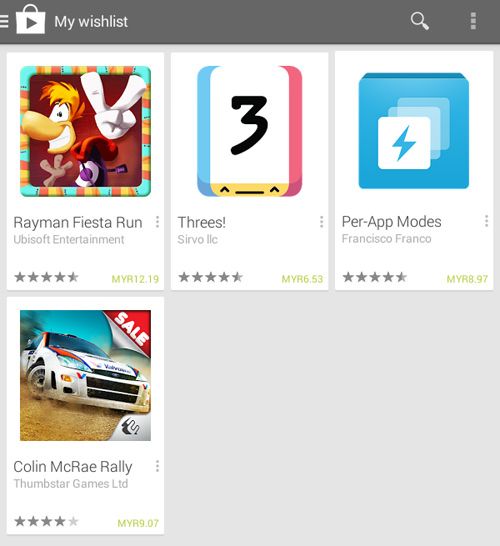 My wishlist
Rayman Fiesta Run
Ubisoft Entertainment
MYR12.19
3
Threes!
Sirvo llc
MYR6.53
Per-App Modes
Francisco Franco
MYR8.97
SALE
Valvoline
Colin McRae Rally
Thumbstar Games Ltd
MYR9.07